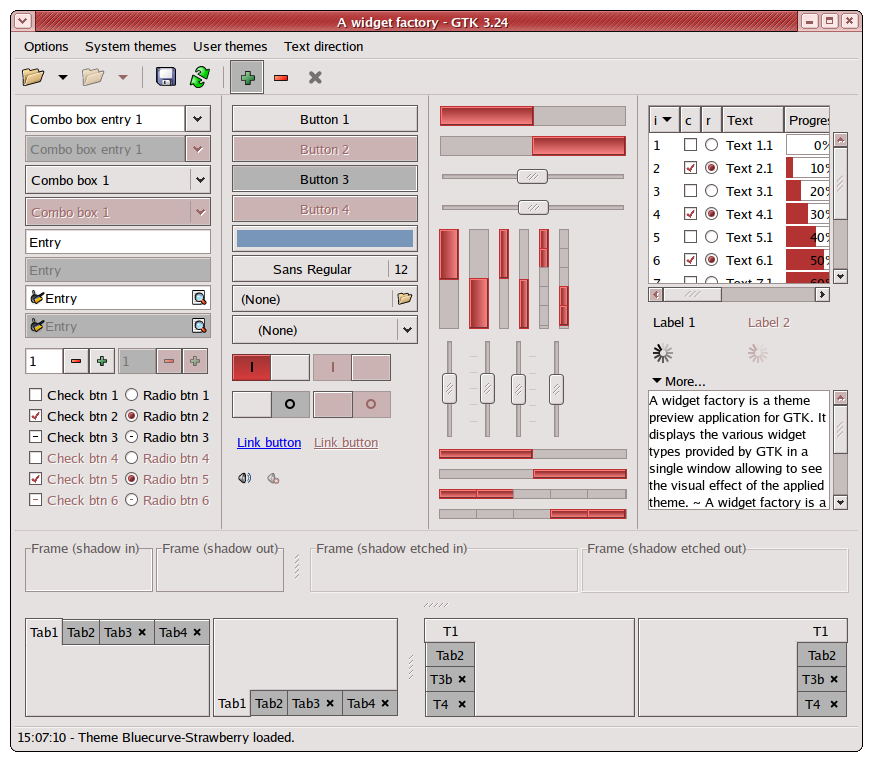 A widget factory - GTK 3.24
Options System themes User themes Text direction
Combo box entry 1
Combo box entry 1
Combo box 1
Combo box 1
Entry
Entry
Entry
Entry
1 1
Check btn 1 Radio btn 1
Check btn 2 Radio btn 2
Check btn 3 Radio btn 3
Check btn 4 Radio btn 4
Check btn 5 Radio btn 5
Check btn 6 Radio btn 6
Button 1
Button 2
Button 3
Button 4
Sans Regular 12
(None)
(None)
Link button Link button
i c r Text Progres
1 Text 1.1 0%
2 Text 2.1 10%
3 Text 3.1 20%
4 Text 4.1 30%
5 Text 5.1 40%
6 Text 6.1 50%
7 Text 7.1 60%
Label 1 Label 2
More...
A widget factory is a theme
preview application for GTK. It
displays the various widget
types provided by GTK in a
single window allowing to see
the visual effect of the applied
theme. ~ A widget factory is a
Frame (shadow in) Frame (shadow out) Frame (shadow etched in) Frame (shadow etched out)
Tab1 Tab2 Tab3 Tab4
Tab1 Tab2 Tab3 Tab4
T1
Tab2
T3b
T4
T1
Tab2
T3b
T4
15:07:10 - Theme Bluecurve-Strawberry loaded.